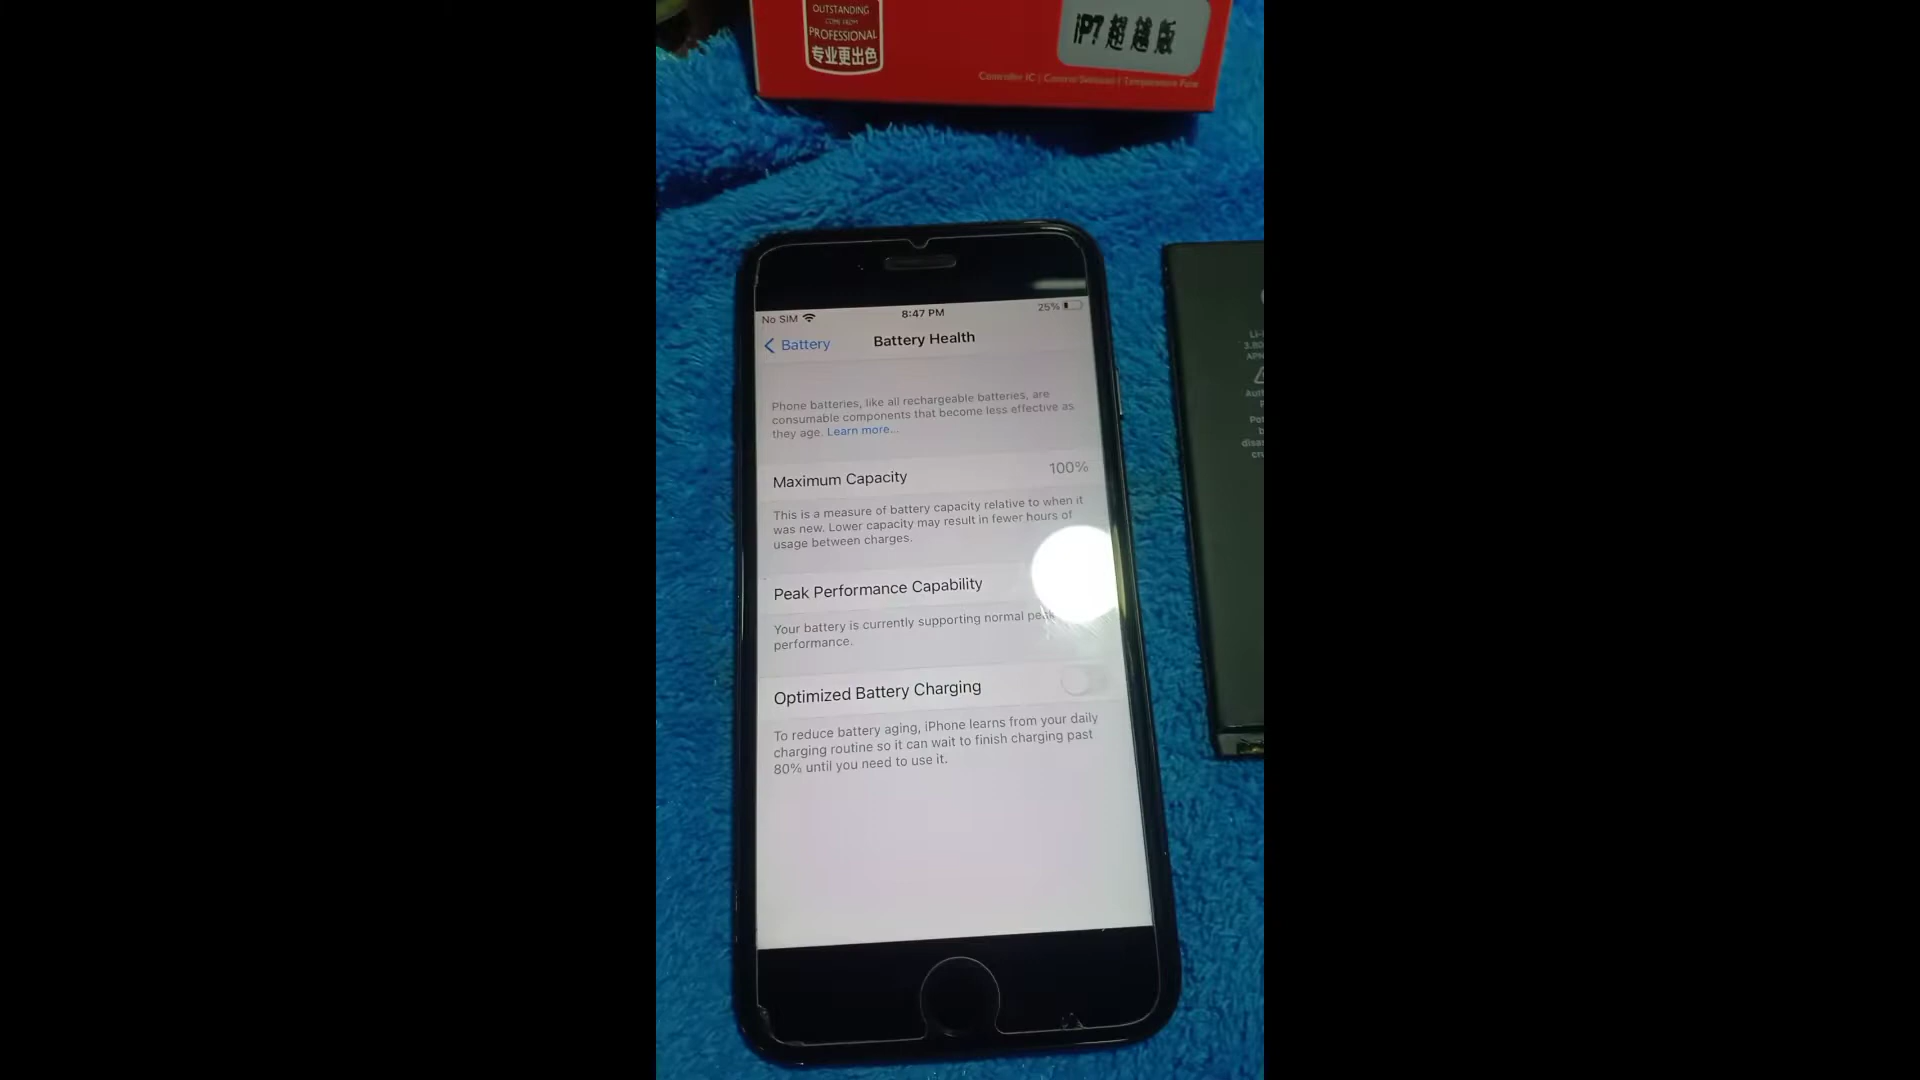 OUTSTANDING
COME FROM
PROFESSIONAL
专业更出色
iP7 超越版
Controller IC | Control Solution | Temperature Fuse
No SIM
8:47 PM
25%
Battery
Battery Health
Phone batteries, like all rechargeable batteries, are
consumable components that become less effective as
they age. Learn more...
Maximum Capacity
100%
This is a measure of battery capacity relative to when it
was new. Lower capacity may result in fewer hours of
usage between charges.
Peak Performance Capability
Your battery is currently supporting normal peak
performance.
Optimized Battery Charging
To reduce battery aging, iPhone learns from your daily
charging routine so it can wait to finish charging past
80% until you need to use it.